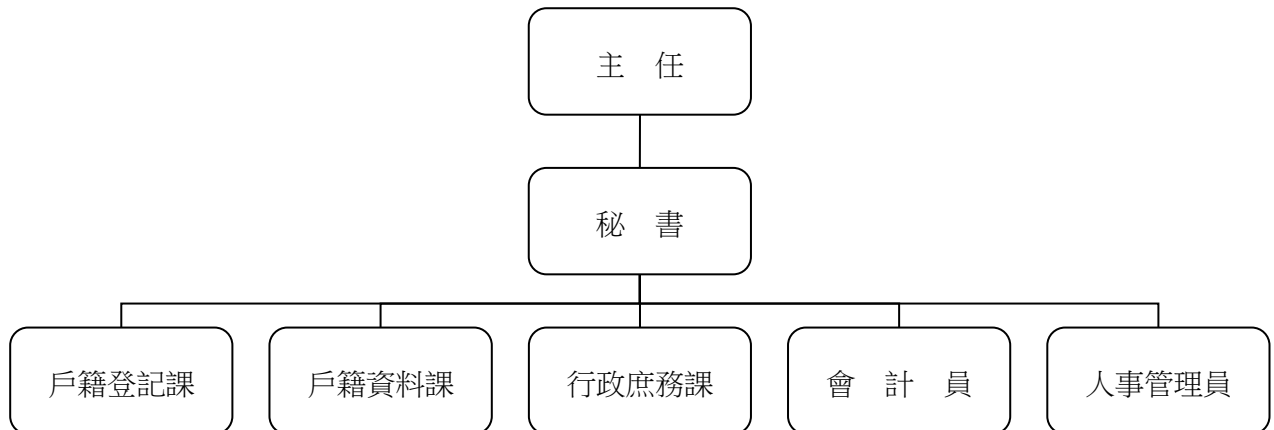 主　任
秘　書
戶籍登記課
戶籍資料課
行政庶務課
會　計　員
人事管理員